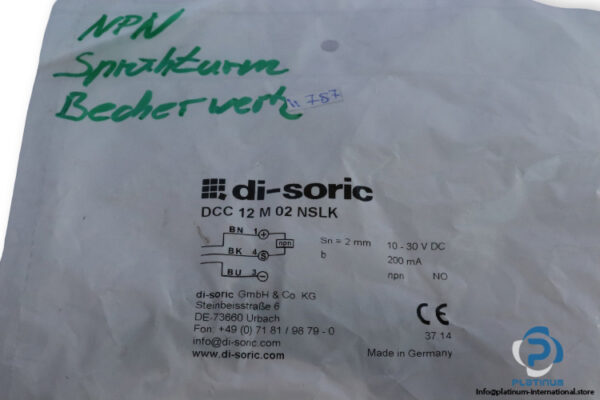 NPN
Sprühturm
Becherwerk
11 787
di-soric
DCC 12 M 02 NSLK
BN 1 +
npn
BK 4 S
BU 3 -
Sn = 2 mm 10 - 30 V DC
b 200 mA
npn NO
di-soric GmbH & Co. KG
Steinbeisstraße 6
DE-73660 Urbach
Fon: +49 (0) 71 81 / 98 79 - 0
info@di-soric.com
www.di-soric.com
CE
37.14
Made in Germany
PLATINUM
Info@platinum-international.store